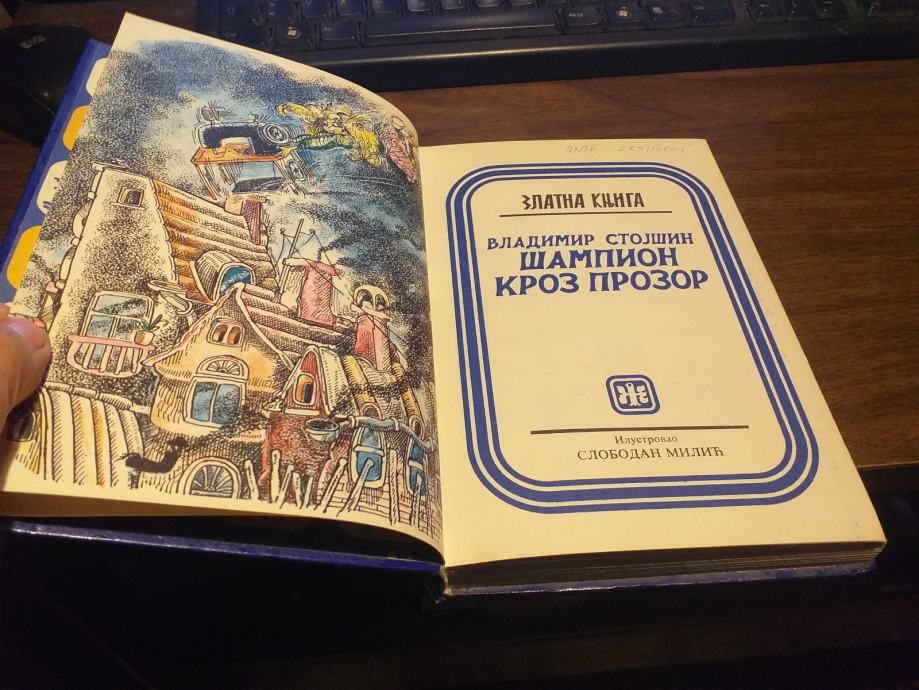 ЗЛАТНА КЊИГА
ВЛАДИМИР СТОЈШИН
ШАМПИОН
КРОЗ ПРОЗОР
Илустровао
СЛОБОДАН МИЛИЋ